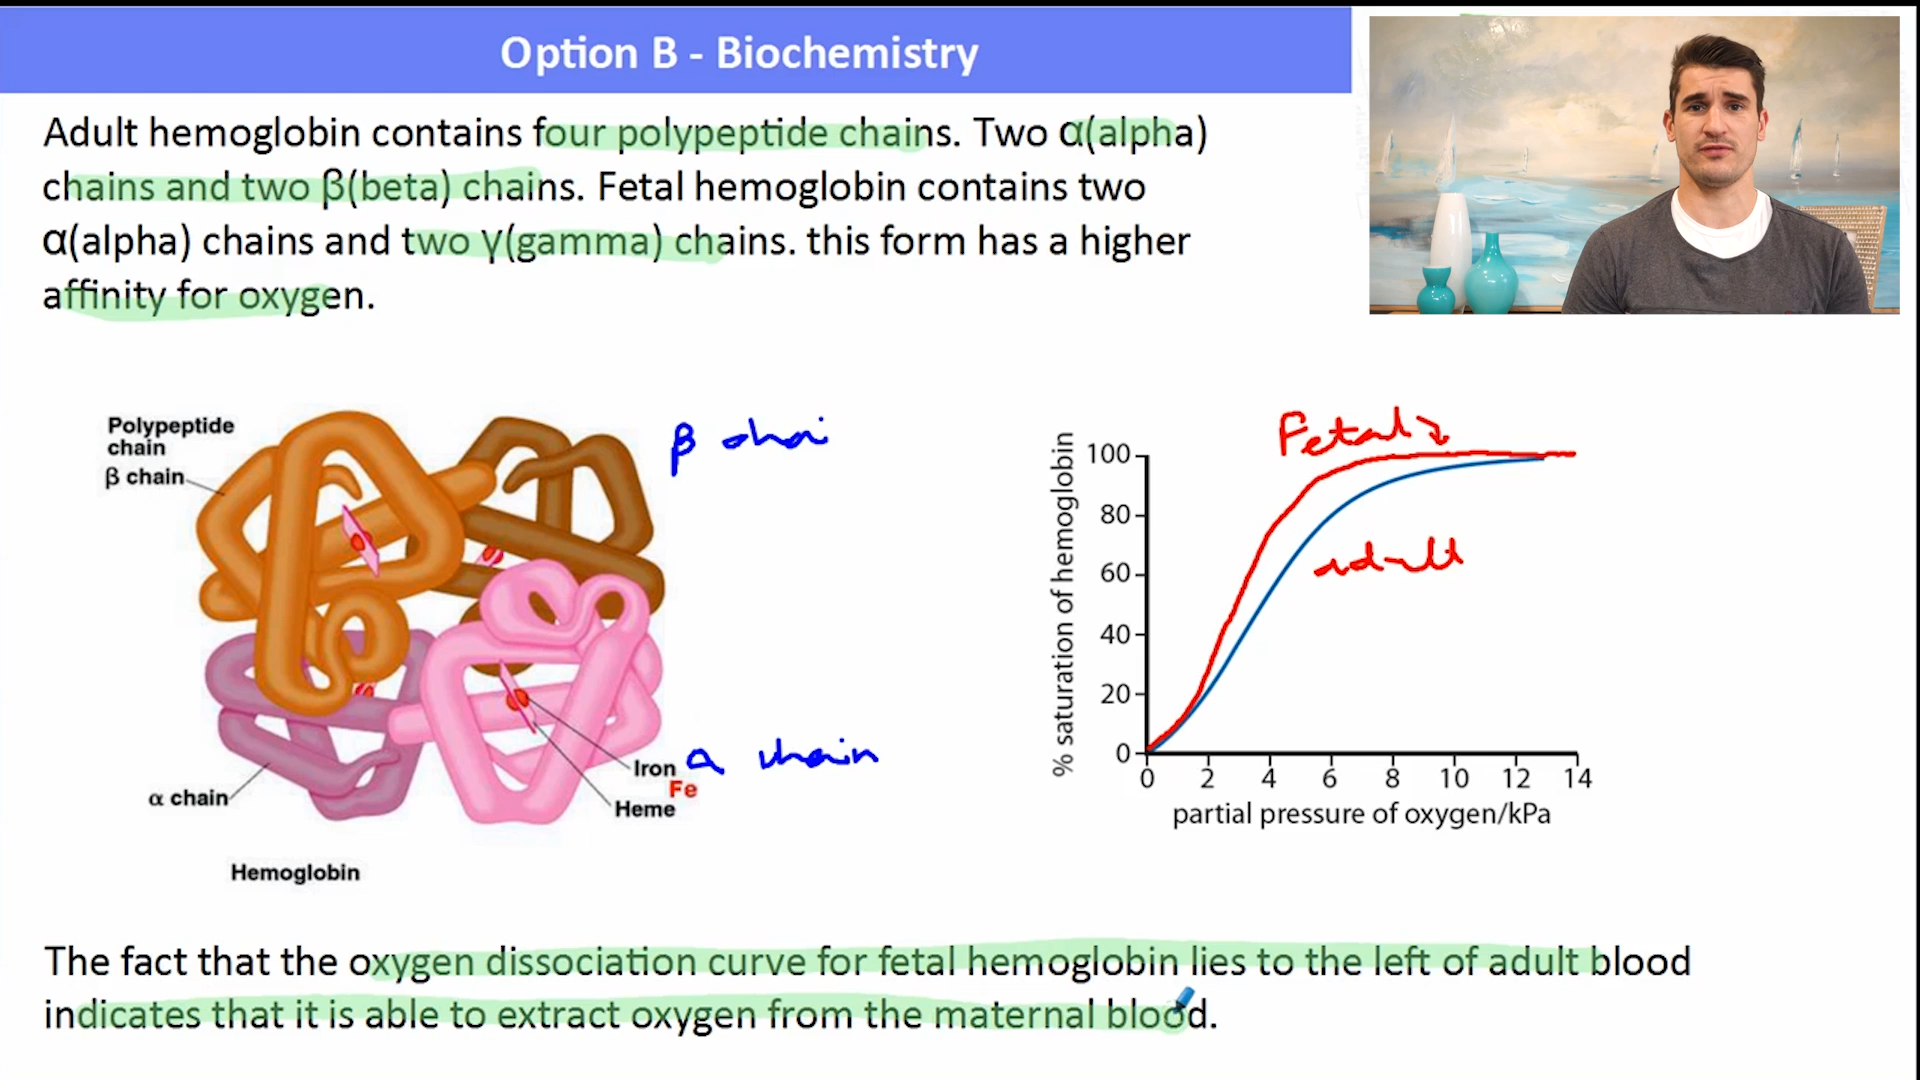 Option B - Biochemistry
Adult hemoglobin contains four polypeptide chains. Two α(alpha)
chains and two β(beta) chains. Fetal hemoglobin contains two
α(alpha) chains and two γ(gamma) chains. this form has a higher
affinity for oxygen.
Polypeptide
chain
β chain
β chai
α chain
Iron
Fe
Heme
α chain
Hemoglobin
Fetal
adult
% saturation of hemoglobin
100
80
60
40
20
0
0 2 4 6 8 10 12 14
partial pressure of oxygen/kPa
The fact that the oxygen dissociation curve for fetal hemoglobin lies to the left of adult blood
indicates that it is able to extract oxygen from the maternal blood.